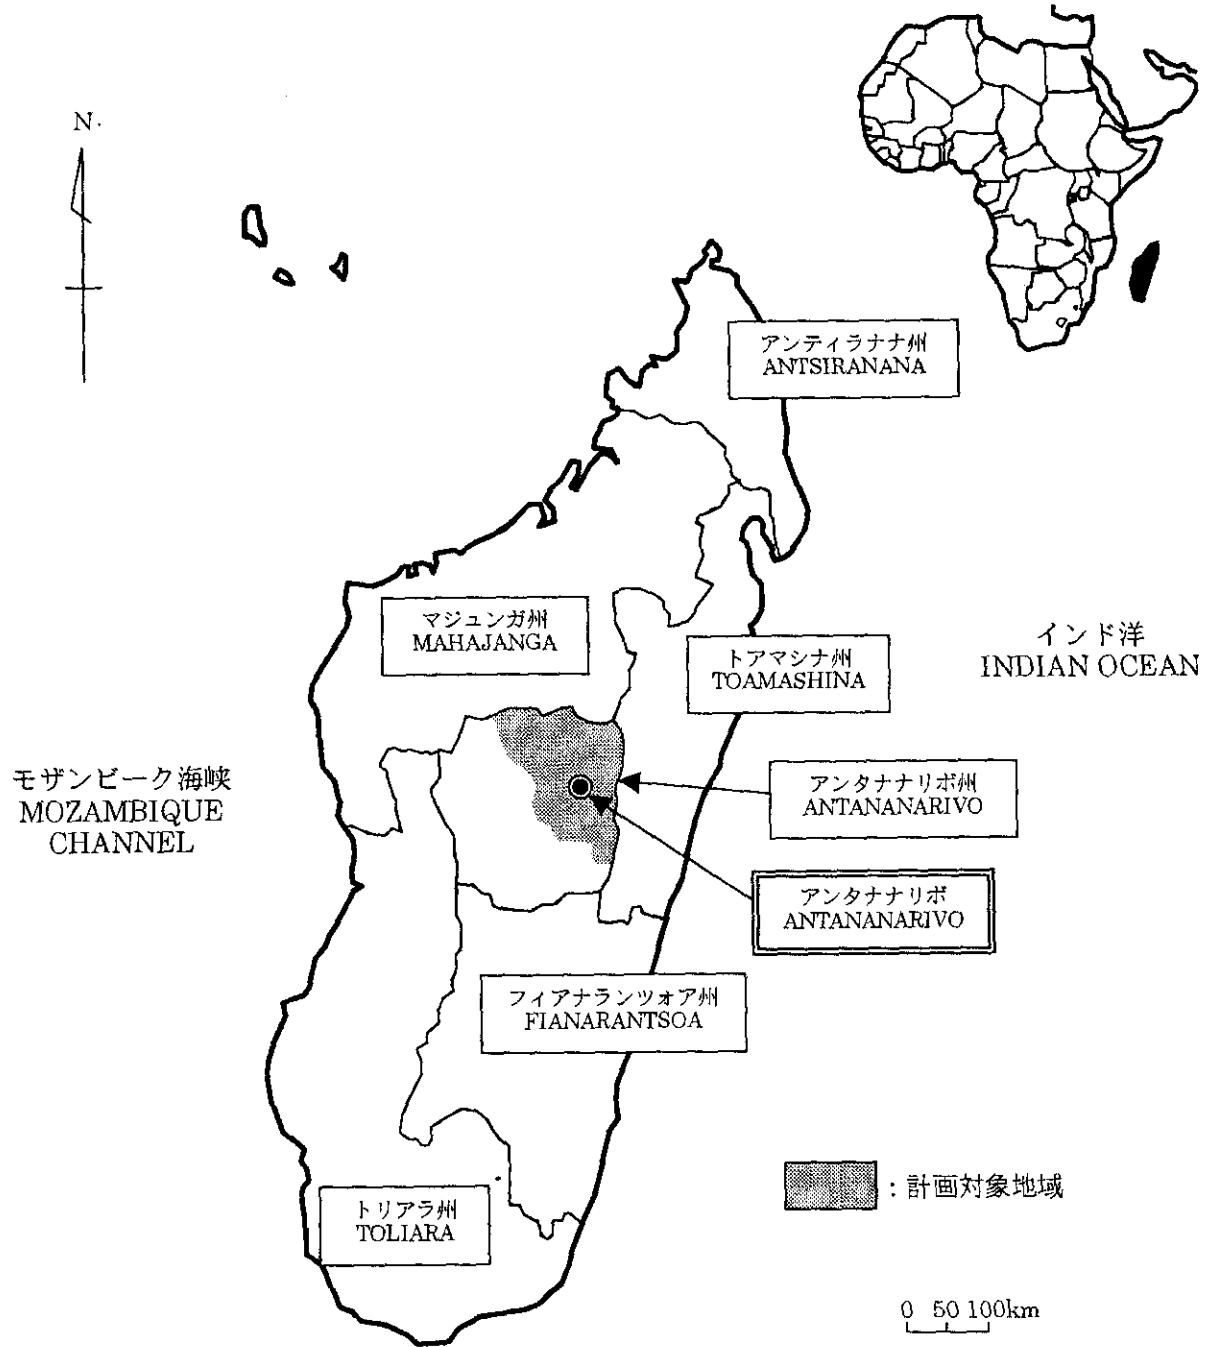 N
アンティラナナ州
ANTSIRANANA
マジュンガ州
MAHAJANGA
トアマシナ州
TOAMASHINA
インド洋
INDIAN OCEAN
モザンビーク海峡
MOZAMBIQUE
CHANNEL
アンタナナリボ州
ANTANANARIVO
アンタナナリボ
ANTANANARIVO
フィアナランツォア州
FIANARANTSOA
：計画対象地域
トリアラ州
TOLIARA
0 50 100km